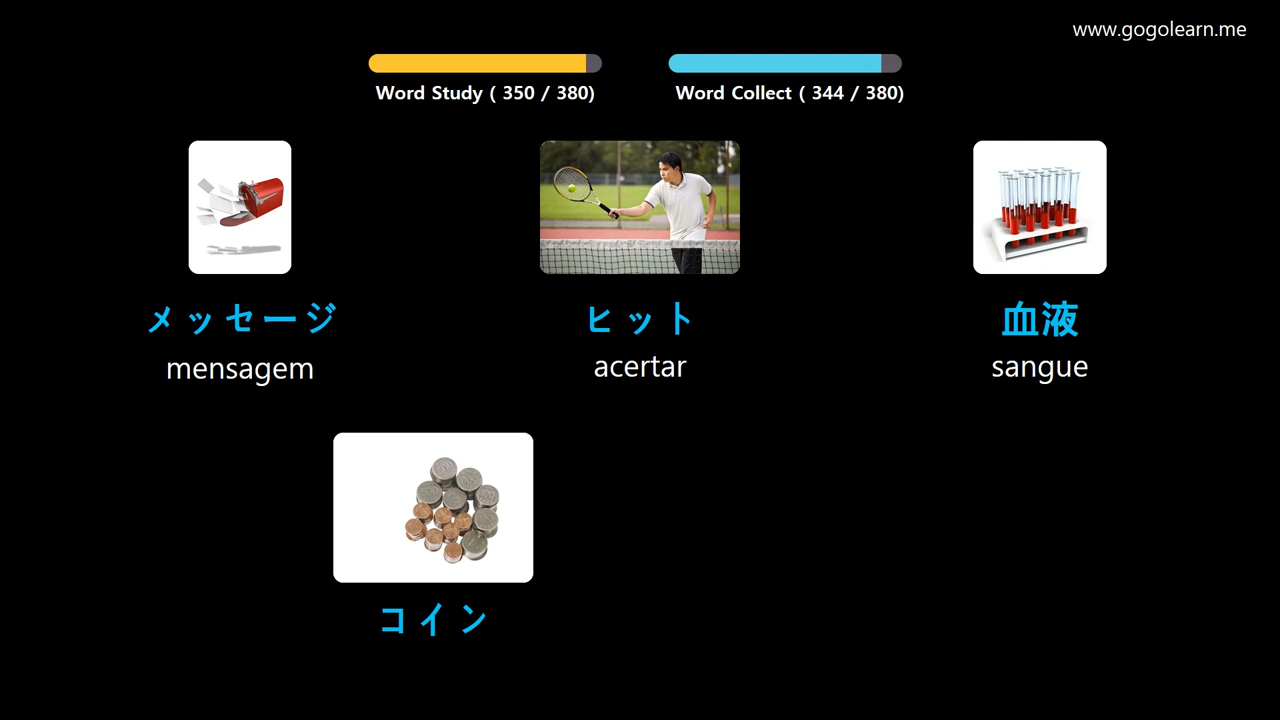 www.gogolearn.me
Word Study ( 350 / 380)
Word Collect ( 344 / 380)
メッセージ
mensagem
ヒット
acertar
血液
sangue
コイン